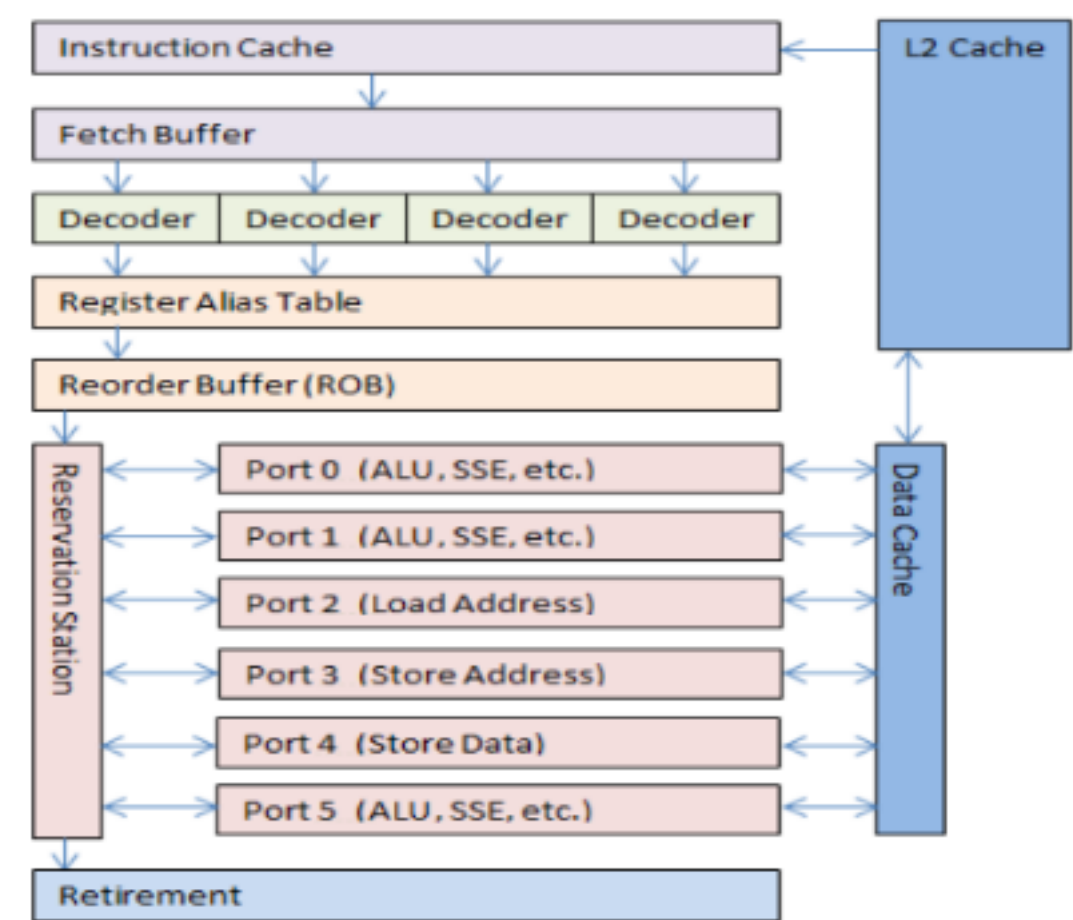 Instruction Cache
L2 Cache
Fetch Buffer
Decoder
Decoder
Decoder
Decoder
Register Alias Table
Reorder Buffer (ROB)
Reservation Station
Port 0 (ALU, SSE, etc.)
Port 1 (ALU, SSE, etc.)
Port 2 (Load Address)
Port 3 (Store Address)
Port 4 (Store Data)
Port 5 (ALU, SSE, etc.)
Data Cache
Retirement